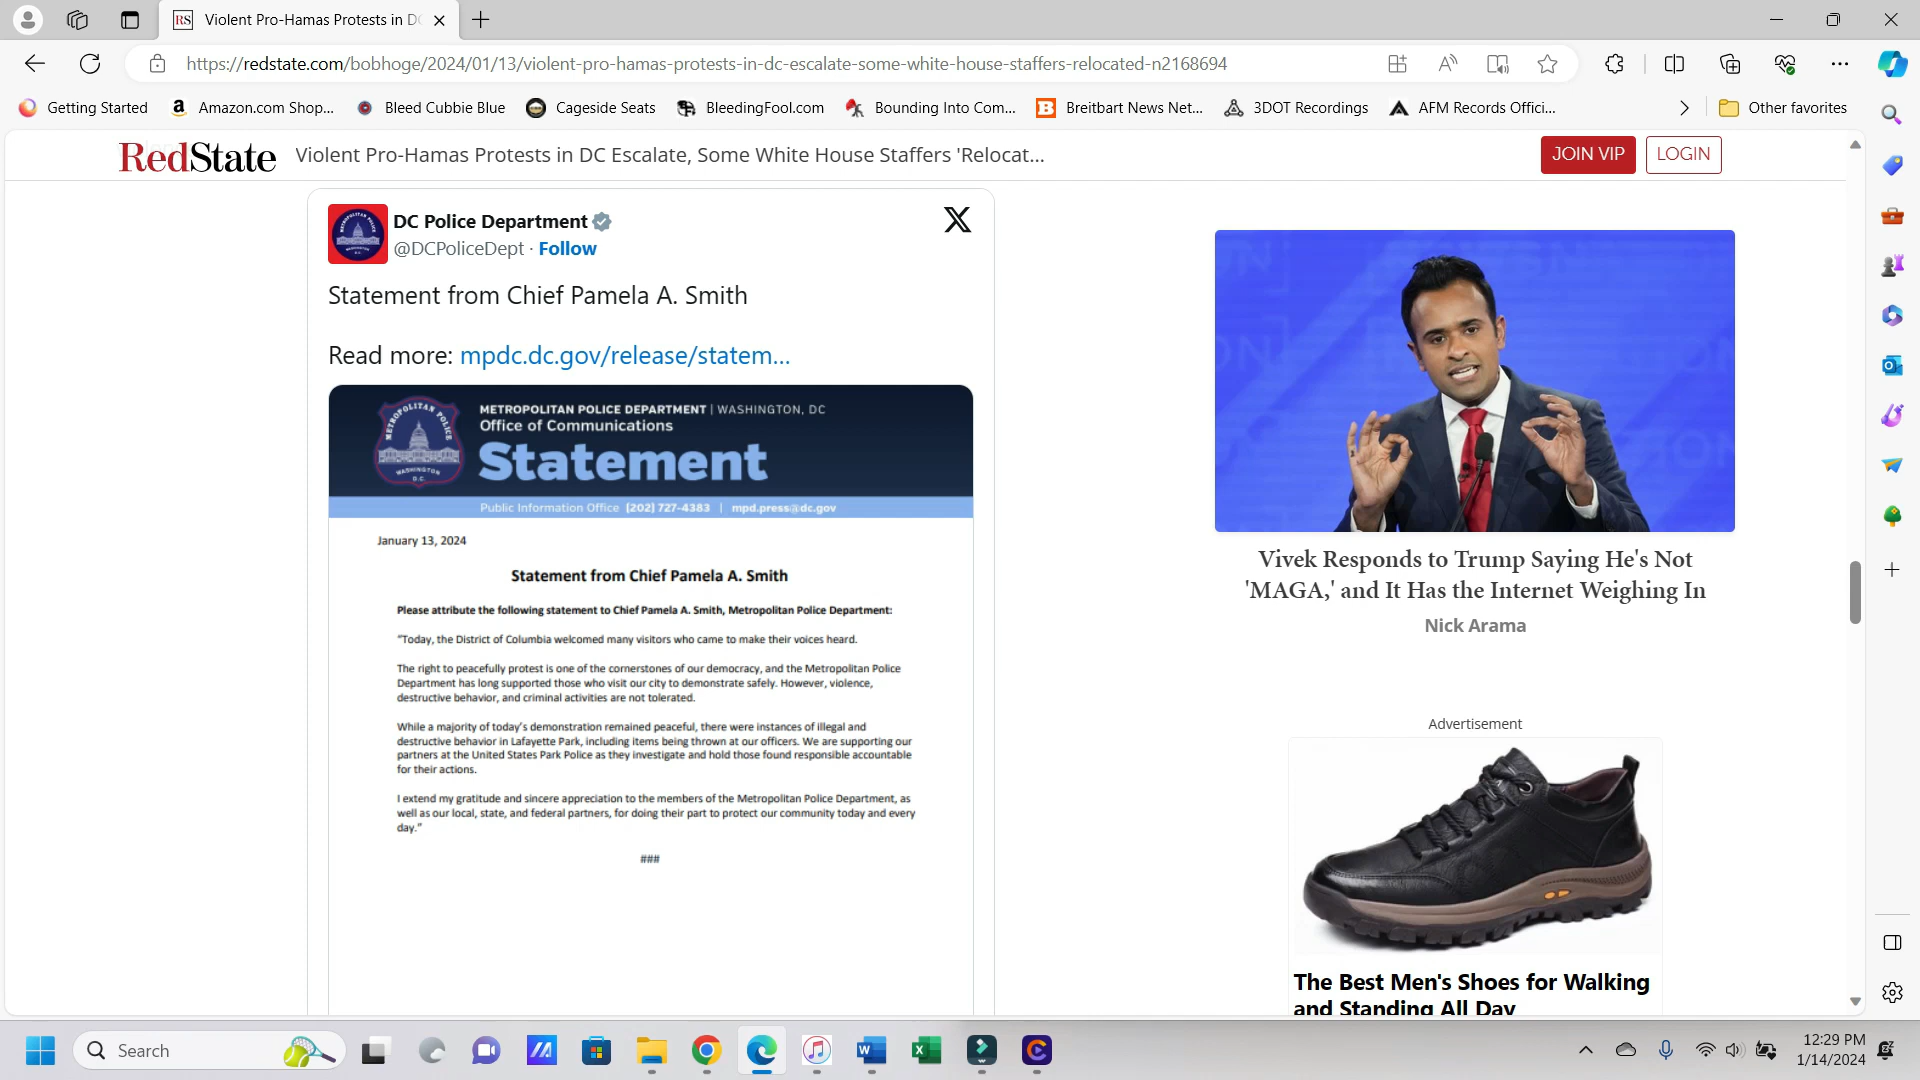 RS Violent Pro-Hamas Protests in DC
https://redstate.com/bobhoge/2024/01/13/violent-pro-hamas-protests-in-dc-escalate-some-white-house-staffers-relocated-n2168694
Getting Started
Amazon.com Shop...
Bleed Cubbie Blue
Cageside Seats
BleedingFool.com
Bounding Into Com...
Breitbart News Net...
3DOT Recordings
AFM Records Offici...
Other favorites
RedState
Violent Pro-Hamas Protests in DC Escalate, Some White House Staffers 'Relocat...
JOIN VIP
LOGIN
DC Police Department
@DCPoliceDept · Follow
Statement from Chief Pamela A. Smith
Read more: mpdc.dc.gov/release/statem...
METROPOLITAN POLICE
WASHINGTON
D.C.
METROPOLITAN POLICE DEPARTMENT | WASHINGTON, DC
Office of Communications
Statement
Public Information Office (202) 727-4383 | mpd.press@dc.gov
January 13, 2024
Statement from Chief Pamela A. Smith
Please attribute the following statement to Chief Pamela A. Smith, Metropolitan Police Department:
"Today, the District of Columbia welcomed many visitors who came to make their voices heard.
The right to peacefully protest is one of the cornerstones of our democracy, and the Metropolitan Police
Department has long supported those who visit our city to demonstrate safely. However, violence,
destructive behavior, and criminal activities are not tolerated.
While a majority of today's demonstration remained peaceful, there were instances of illegal and
destructive behavior in Lafayette Park, including items being thrown at our officers. We are supporting our
partners at the United States Park Police as they investigate and hold those found responsible accountable
for their actions.
I extend my gratitude and sincere appreciation to the members of the Metropolitan Police Department, as
well as our local, state, and federal partners, for doing their part to protect our community today and every
day."
###
Vivek Responds to Trump Saying He's Not
'MAGA,' and It Has the Internet Weighing In
Nick Arama
Advertisement
The Best Men's Shoes for Walking
and Standing All Day
Search
12:29 PM
1/14/2024